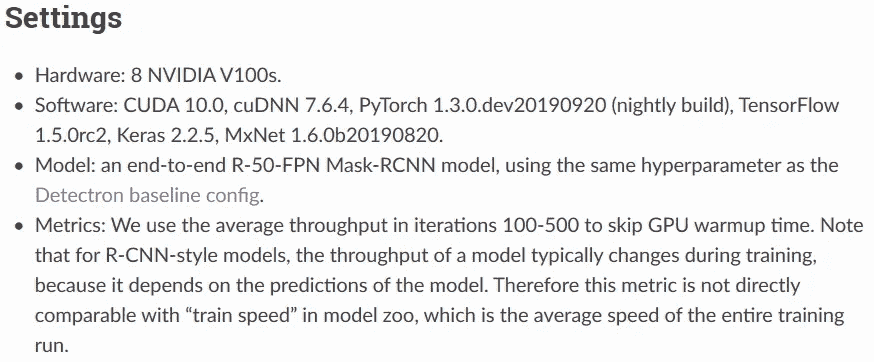 Settings
• Hardware: 8 NVIDIA V100s.
• Software: CUDA 10.0, cuDNN 7.6.4, PyTorch 1.3.0.dev20190920 (nightly build), TensorFlow
1.5.0rc2, Keras 2.2.5, MxNet 1.6.0b20190820.
• Model: an end-to-end R-50-FPN Mask-RCNN model, using the same hyperparameter as the
Detectron baseline config.
• Metrics: We use the average throughput in iterations 100-500 to skip GPU warmup time. Note
that for R-CNN-style models, the throughput of a model typically changes during training,
because it depends on the predictions of the model. Therefore this metric is not directly
comparable with “train speed” in model zoo, which is the average speed of the entire training
run.